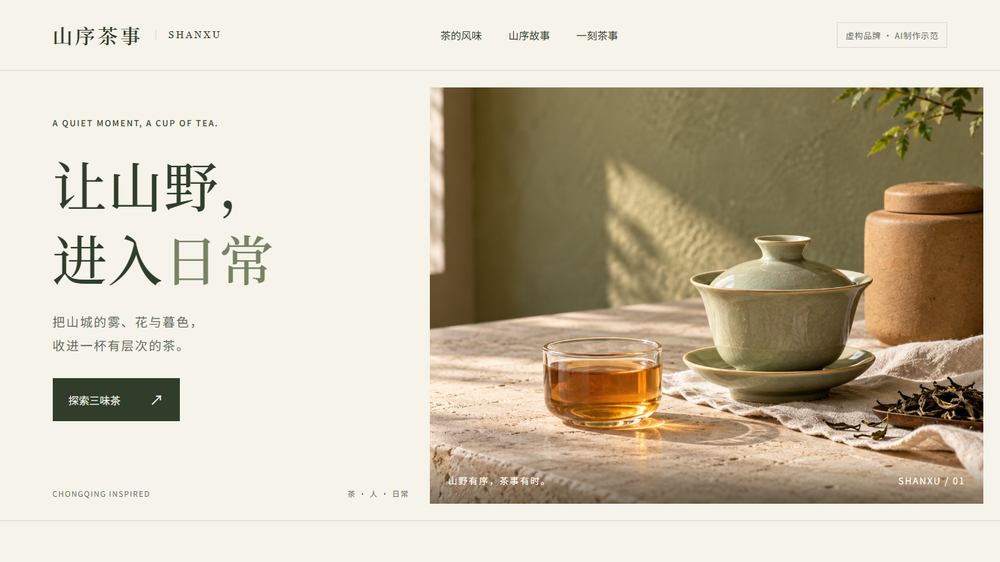 山序茶事 SHANXU
茶的风味 山序故事 一刻茶事
虚构品牌 · AI制作示范
A QUIET MOMENT, A CUP OF TEA.
让山野，
进入日常
把山城的雾、花与暮色，
收进一杯有层次的茶。
探索三味茶 ↗
CHONGQING INSPIRED
茶 · 人 · 日常
山野有序，茶事有时。
SHANXU / 01